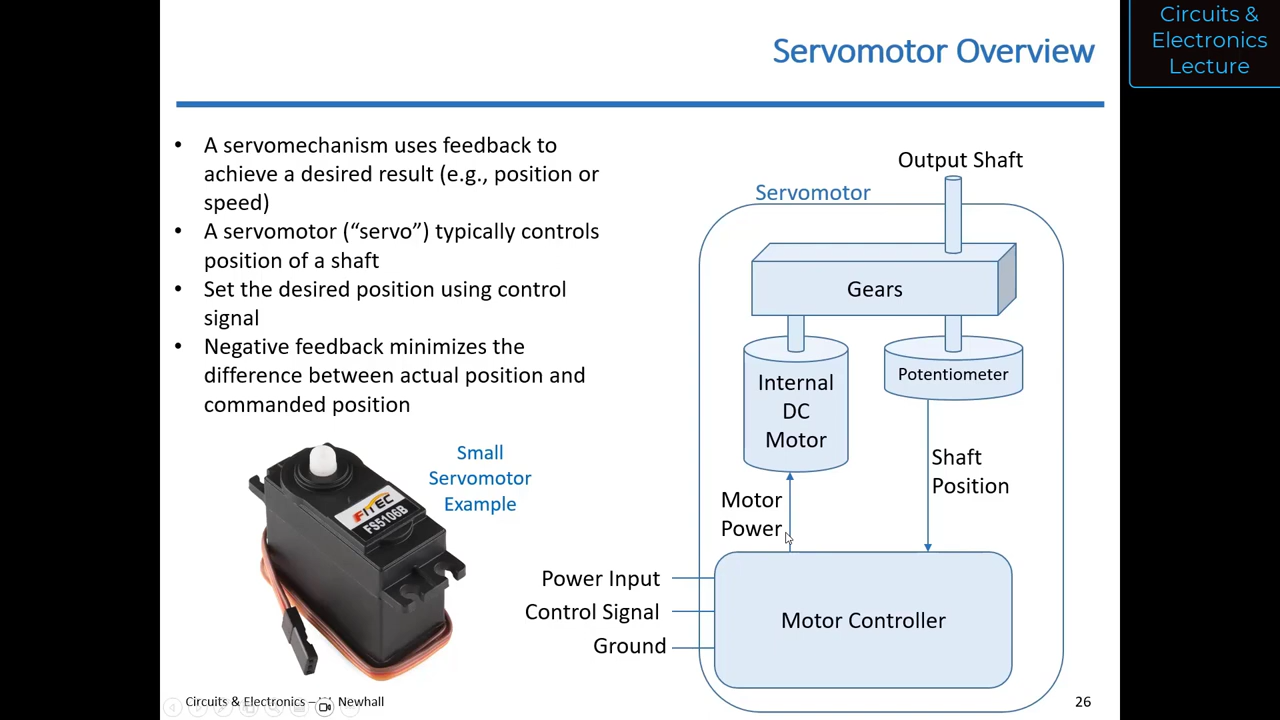 Circuits &
Electronics
Lecture
Servomotor Overview
• A servomechanism uses feedback to
achieve a desired result (e.g., position or
speed)
• A servomotor (“servo”) typically controls
position of a shaft
• Set the desired position using control
signal
• Negative feedback minimizes the
difference between actual position and
commanded position
Small
Servomotor
Example
FITEC
FS5106B
Output Shaft
Servomotor
Gears
Internal
DC
Motor
Potentiometer
Shaft
Position
Motor
Power
Power Input
Control Signal
Ground
Motor Controller
Circuits & Electronics – Newhall
26